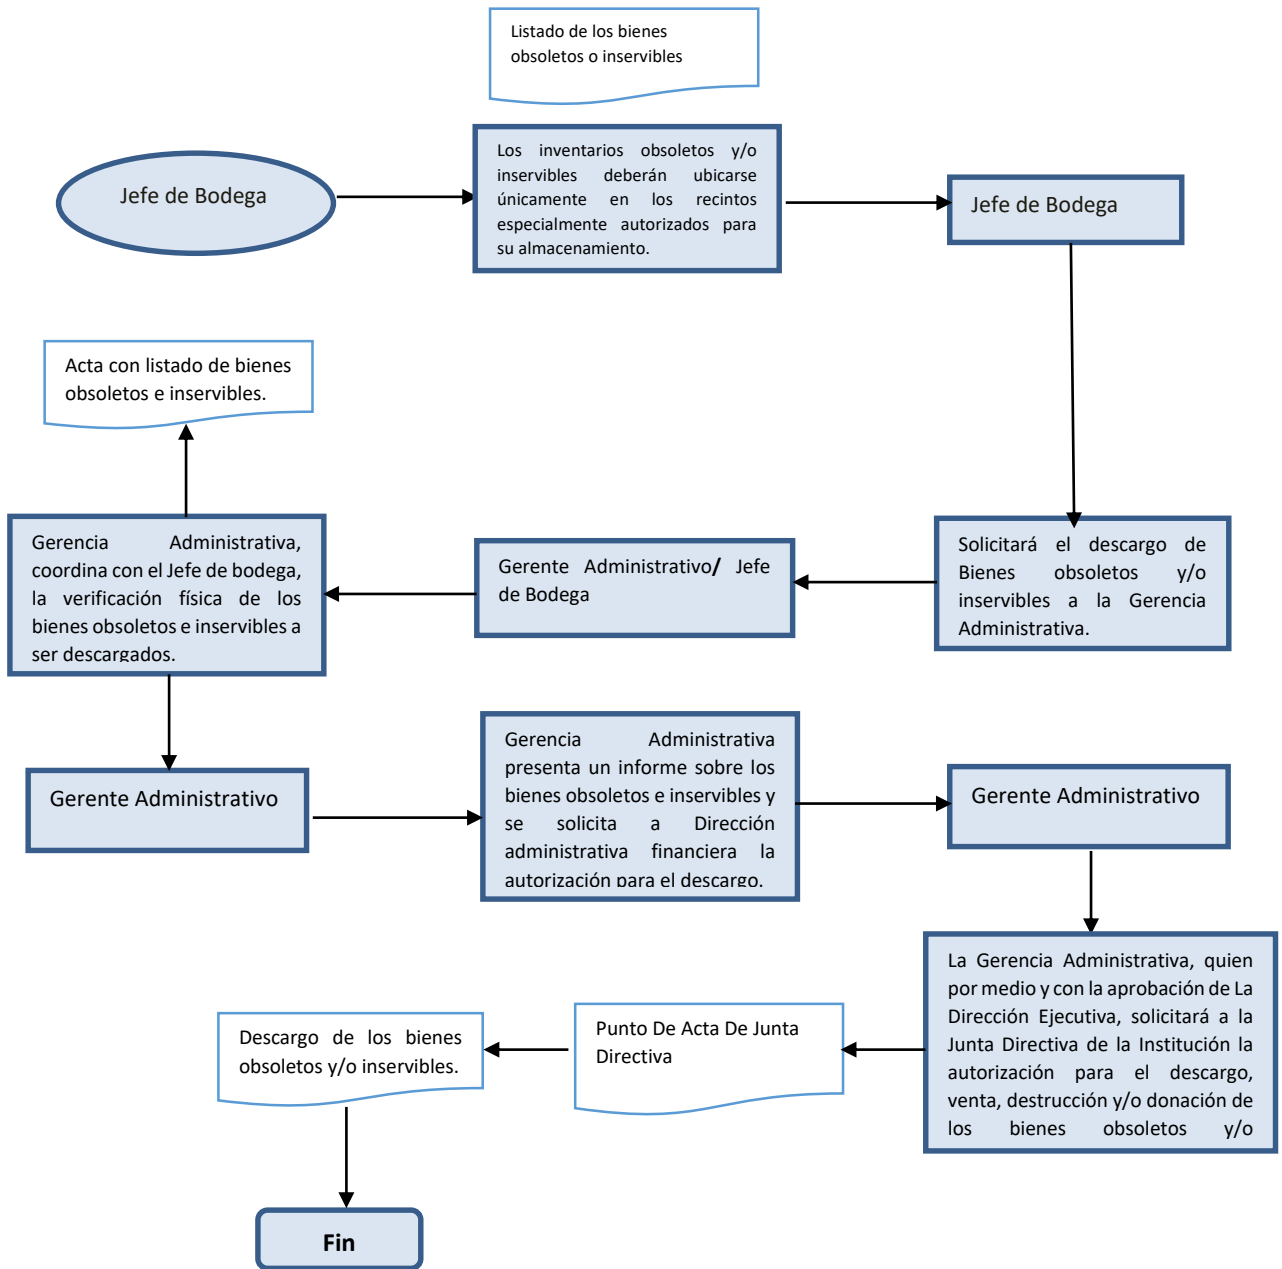 Listado de los bienes
obsoletos o inservibles
Jefe de Bodega
Los inventarios obsoletos y/o
inservibles deberán ubicarse
únicamente en los recintos
especialmente autorizados para
su almacenamiento.
Jefe de Bodega
Acta con listado de bienes
obsoletos e inservibles.
Gerencia Administrativa,
coordina con el Jefe de bodega,
la verificación física de los
bienes obsoletos e inservibles a
ser descargados.
Gerente Administrativo/ Jefe
de Bodega
Solicitará el descargo de
Bienes obsoletos y/o
inservibles a la Gerencia
Administrativa.
Gerente Administrativo
Gerencia Administrativa
presenta un informe sobre los
bienes obsoletos e inservibles y
se solicita a Dirección
administrativa financiera la
autorización para el descargo.
Gerente Administrativo
La Gerencia Administrativa, quien
por medio y con la aprobación de La
Dirección Ejecutiva, solicitará a la
Junta Directiva de la Institución la
autorización para el descargo,
venta, destrucción y/o donación de
los bienes obsoletos y/o
Punto De Acta De Junta
Directiva
Descargo de los bienes
obsoletos y/o inservibles.
Fin